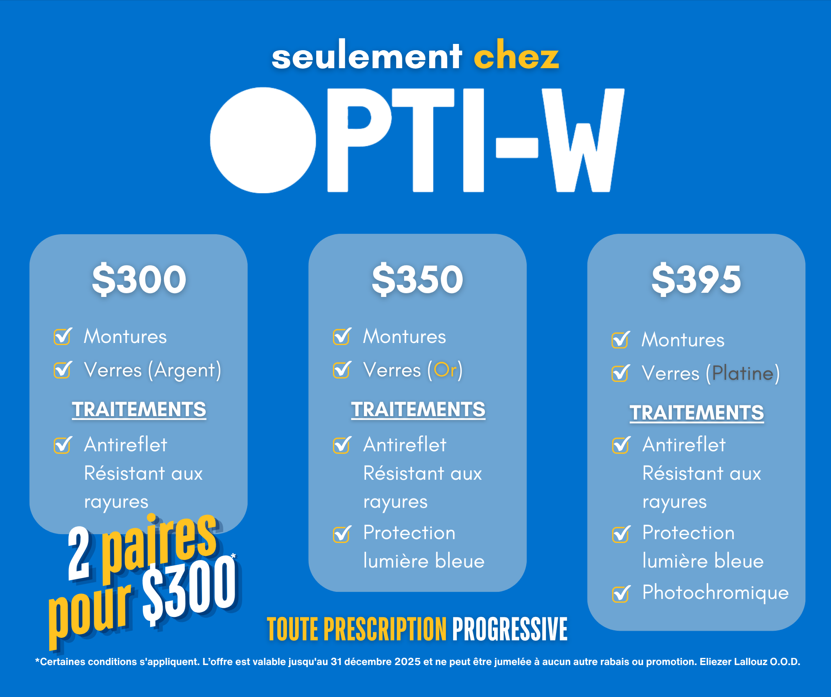 seulement chez
OPTI-W
$300
Montures
Verres (Argent)
TRAITEMENTS
Antireflet
Résistant aux
rayures
2 paires
pour $300*
$350
Montures
Verres (Or)
TRAITEMENTS
Antireflet
Résistant aux
rayures
Protection
lumière bleue
$395
Montures
Verres (Platine)
TRAITEMENTS
Antireflet
Résistant aux
rayures
Protection
lumière bleue
Photochromique
TOUTE PRESCRIPTION PROGRESSIVE
*Certaines conditions s'appliquent. L'offre est valable jusqu'au 31 décembre 2025 et ne peut être jumelée à aucun autre rabais ou promotion. Eliezer Lallouz O.O.D.